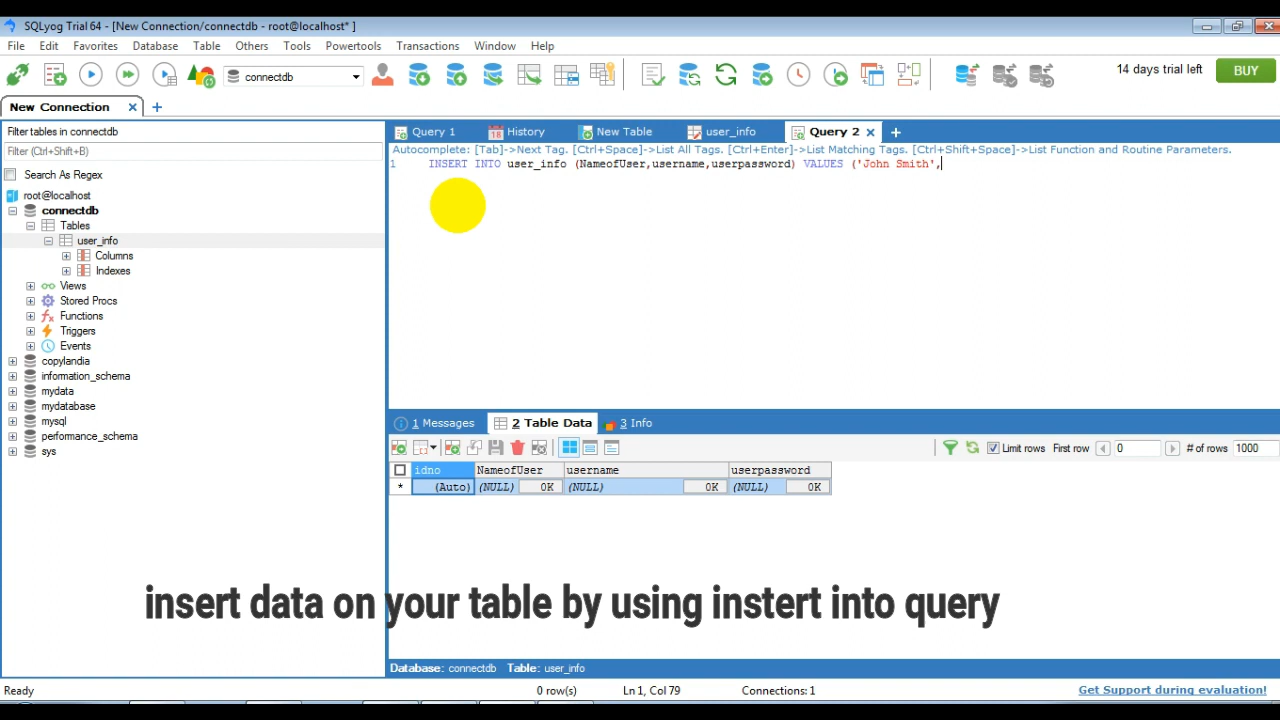 SQLyog Trial 64 - [New Connection/connectdb - root@localhost* ]
File Edit Favorites Database Table Others Tools Powertools Transactions Window Help
connectdb
14 days trial left
BUY
New Connection
Filter tables in connectdb
Filter (Ctrl+Shift+B)
Search As Regex
root@localhost
connectdb
Tables
user_info
Columns
Indexes
Views
Stored Procs
Functions
Triggers
Events
copylandia
information_schema
mydata
mydatabase
mysql
performance_schema
sys
Query 1 History New Table user_info Query 2
Autocomplete: [Tab]->Next Tag. [Ctrl+Space]->List All Tags. [Ctrl+Enter]->List Matching Tags. [Ctrl+Shift+Space]->List Function and Routine Parameters.
1 INSERT INTO user_info (NameofUser,username,userpassword) VALUES ('John Smith',
1 Messages 2 Table Data 3 Info
Limit rows First row 0 # of rows 1000
idno NameofUser username userpassword
* (Auto) (NULL) OK (NULL) OK (NULL) OK
insert data on your table by using instert into query
Database: connectdb Table: user_info
Ready 0 row(s) Ln 1, Col 79 Connections: 1 Get Support during evaluation!